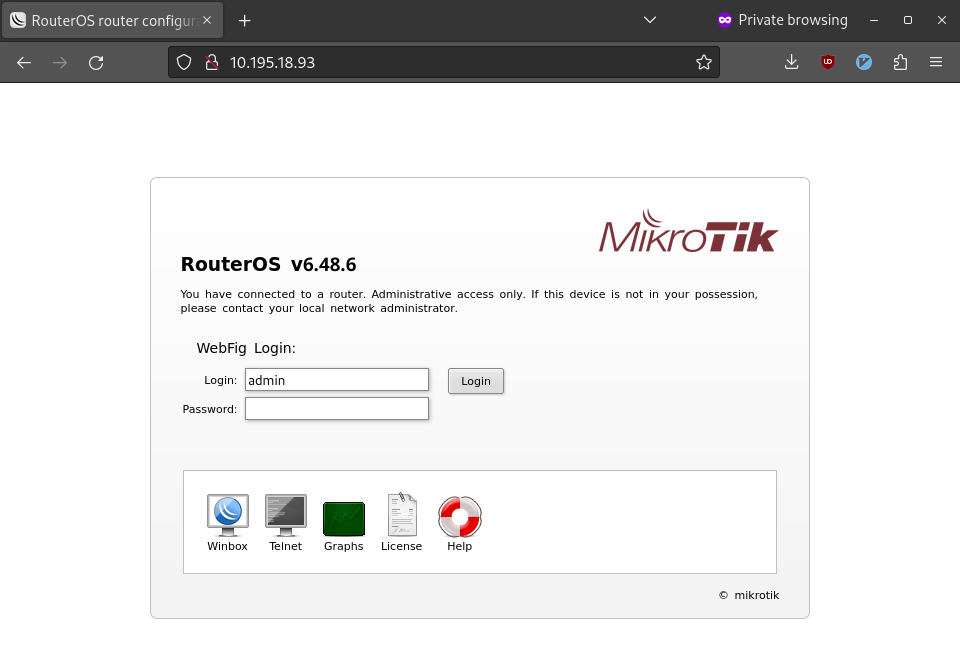 RouterOS router configur
Private browsing
10.195.18.93
MikroTik
RouterOS v6.48.6
You have connected to a router. Administrative access only. If this device is not in your possession,
please contact your local network administrator.
WebFig Login:
Login: admin Login
Password:
Winbox Telnet Graphs License Help
© mikrotik